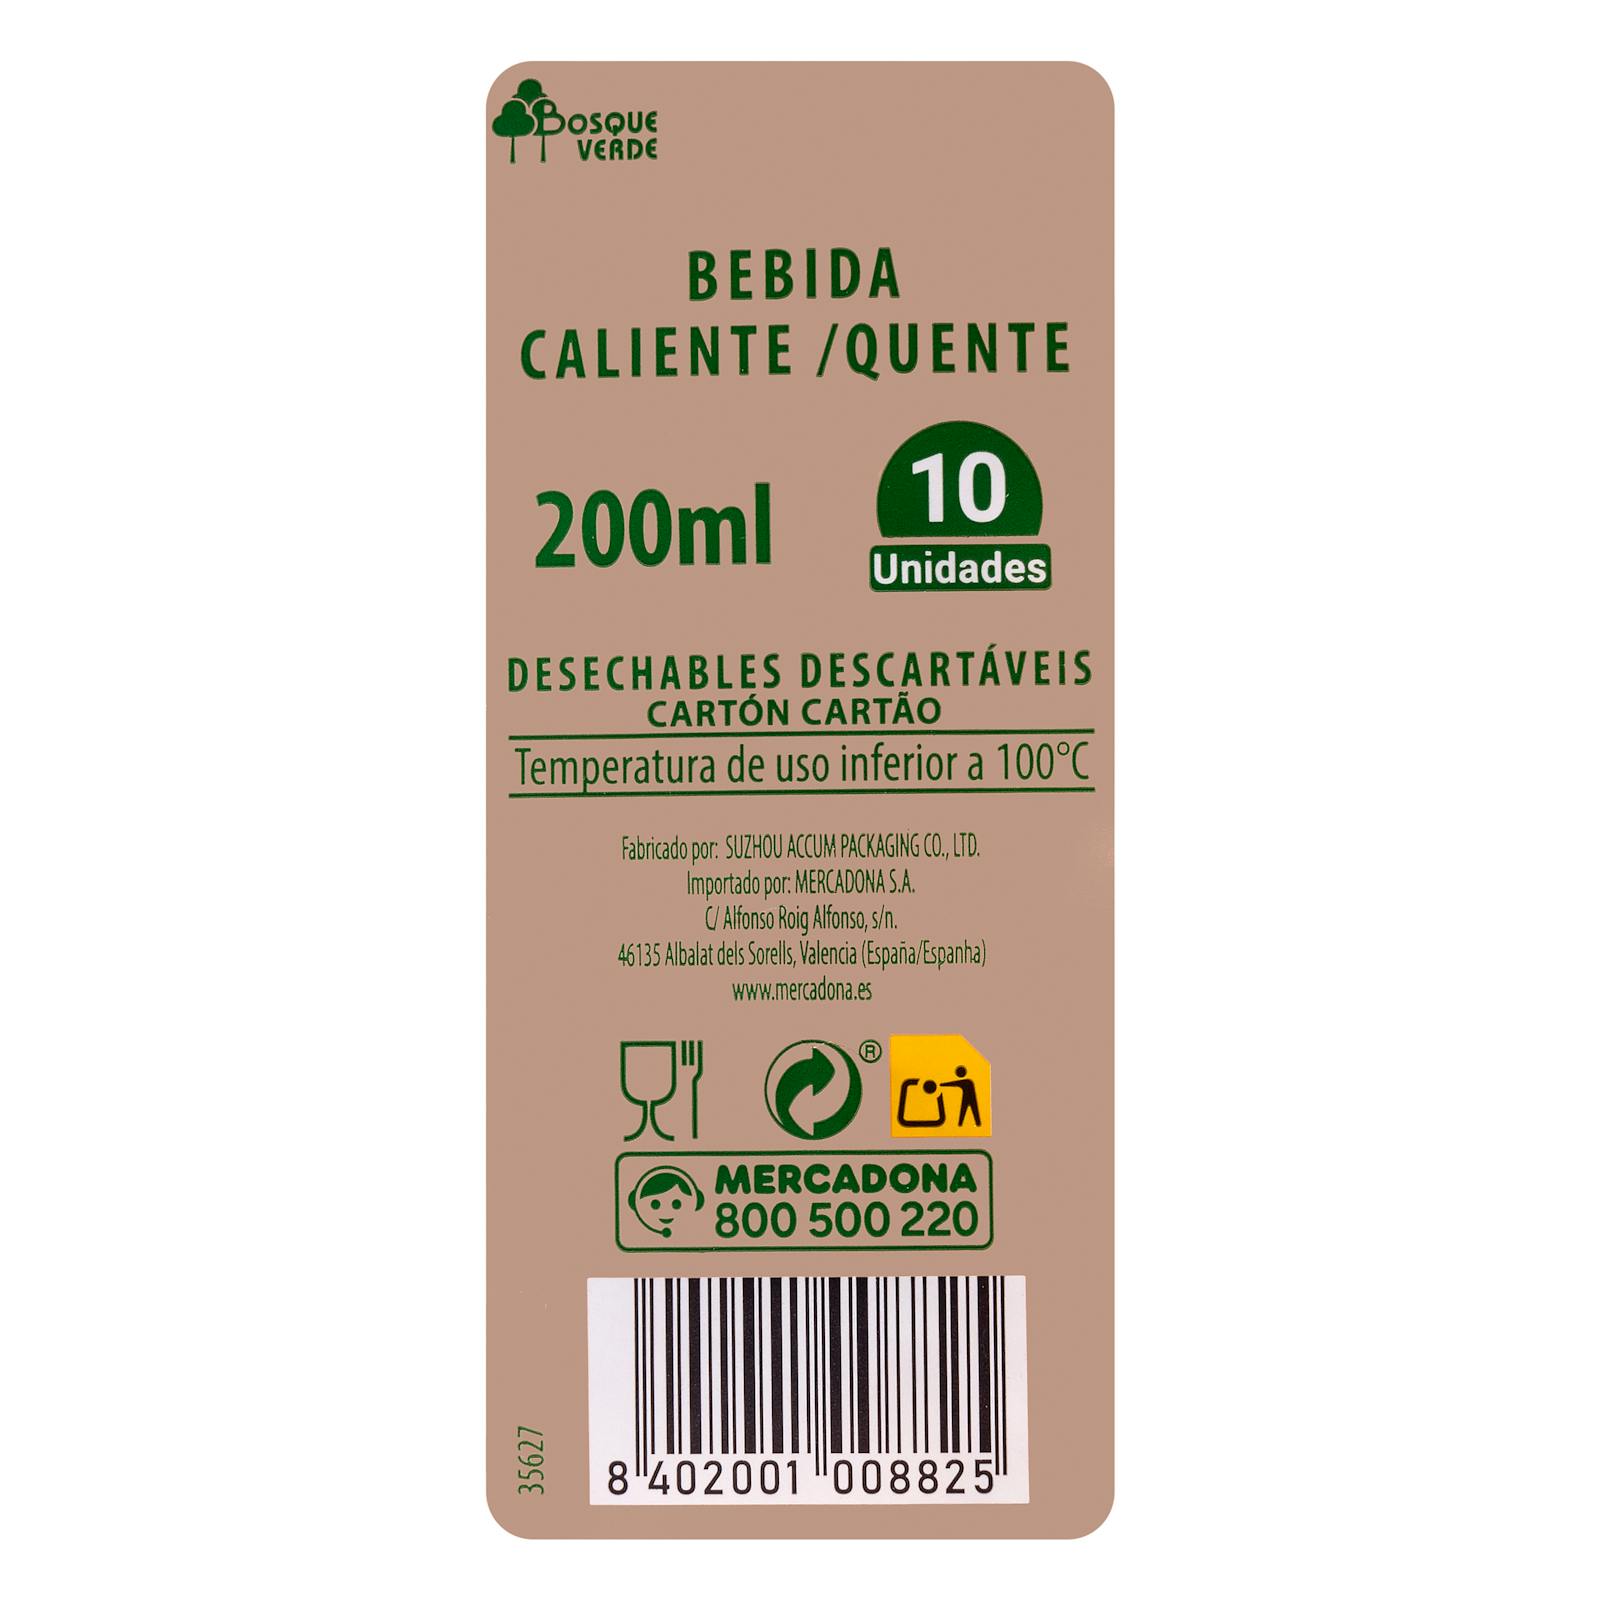 BOSQUE
VERDE
BEBIDA
CALIENTE /QUENTE
200ml
10
Unidades
DESECHABLES DESCARTÁVEIS
CARTÓN CARTÃO
Temperatura de uso inferior a 100°C
Fabricado por: SUZHOU ACCUM PACKAGING CO., LTD.
Importado por: MERCADONA S.A.
C/ Alfonso Roig Alfonso, s/n.
46135 Albalat dels Sorells, Valencia (España/Espanha)
www.mercadona.es
®
MERCADONA
800 500 220
35627
8 402001 008825